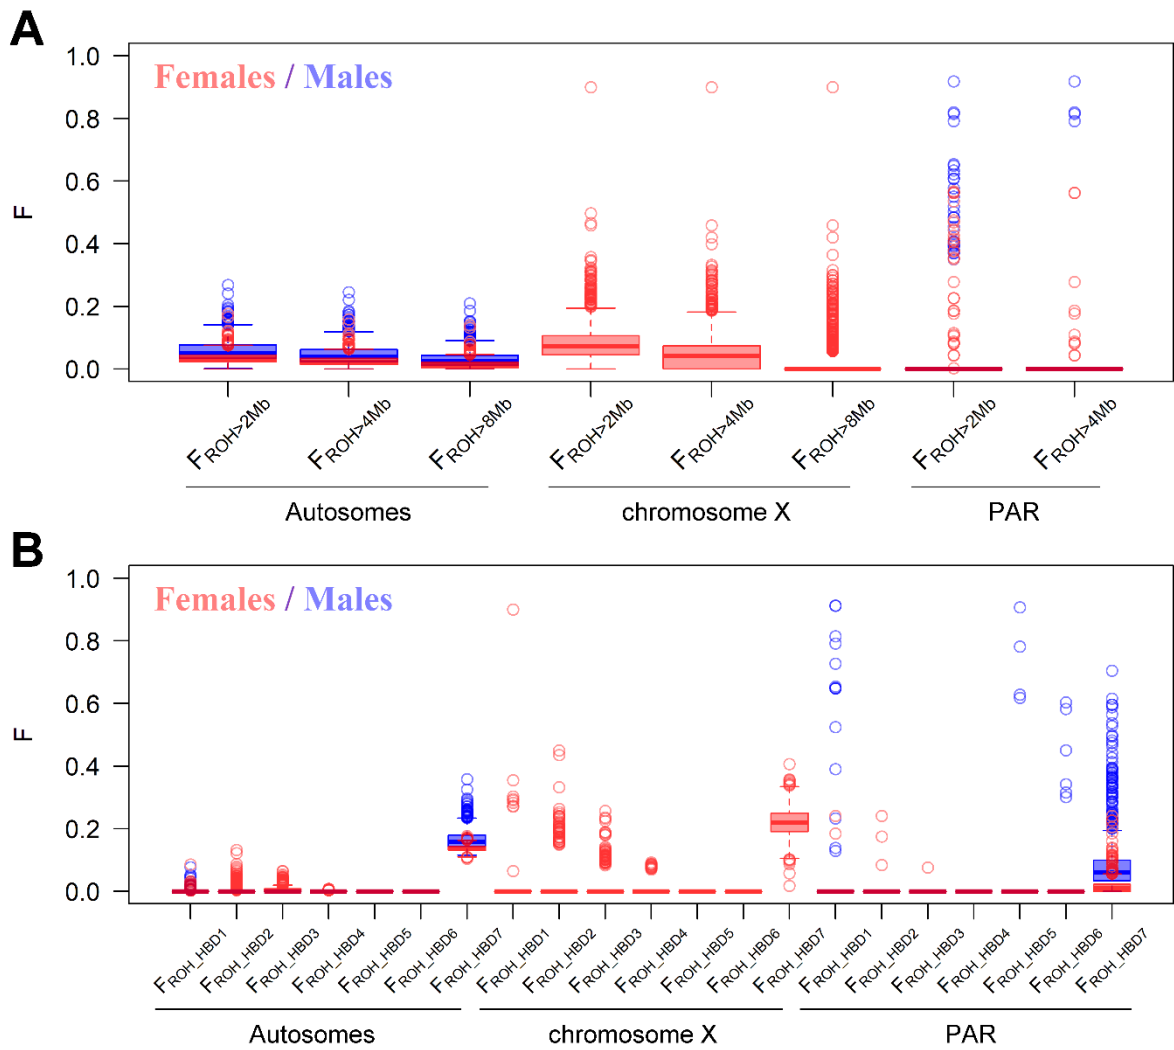 A
Females / Males
1.0
0.8
0.6
0.4
0.2
0.0
F
FROH>2Mb
FROH>4Mb
FROH>8Mb
FROH>2Mb
FROH>4Mb
FROH>8Mb
FROH>2Mb
FROH>4Mb
Autosomes
chromosome X
PAR
B
Females / Males
1.0
0.8
0.6
0.4
0.2
0.0
F
FROH_HBD1
FROH_HBD2
FROH_HBD3
FROH_HBD4
FROH_HBD5
FROH_HBD6
FROH_HBD7
FROH_HBD1
FROH_HBD2
FROH_HBD3
FROH_HBD4
FROH_HBD5
FROH_HBD6
FROH_HBD7
FROH_HBD1
FROH_HBD2
FROH_HBD3
FROH_HBD4
FROH_HBD5
FROH_HBD6
FROH_HBD7
Autosomes
chromosome X
PAR